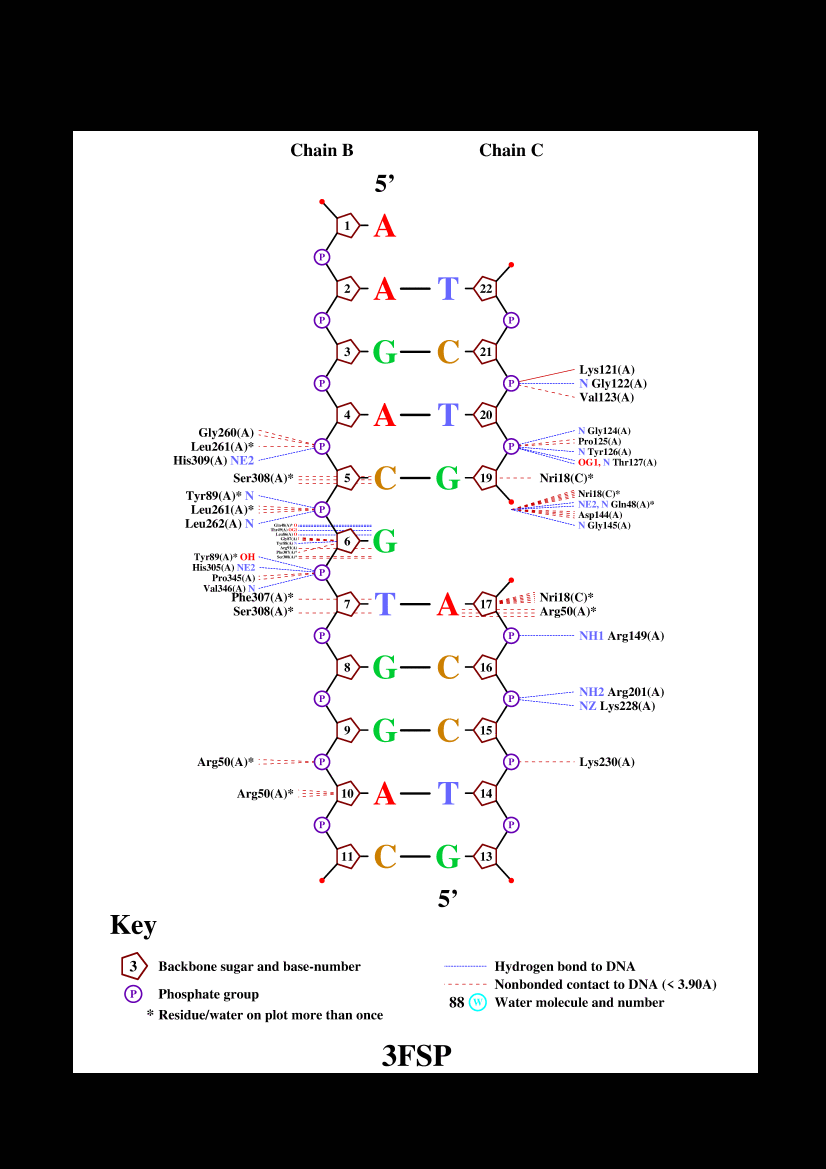 Chain B Chain C
5’
1 A
P
2 A T 22
P P
3 G C 21
Lys121(A)
P P N Gly122(A)
Val123(A)
4 A T 20
Gly260(A) N Gly124(A)
Leu261(A)* P P Pro125(A)
His309(A) NE2 N Tyr126(A)
OG1, N Thr127(A)
Ser308(A)* 5 C G 19 Nri18(C)*
Tyr89(A)* N Nri18(C)*
Leu261(A)* P NE2, N Gln48(A)*
Leu262(A) N Asp144(A)
N Gly145(A)
6 G
Tyr89(A)* OH
His305(A) NE2 P
Pro345(A)
Val346(A) N
Phe307(A)* 7 T A 17 Nri18(C)*
Ser308(A)* Arg50(A)*
P P NH1 Arg149(A)
8 G C 16
P P NH2 Arg201(A)
NZ Lys228(A)
9 G C 15
Arg50(A)* P P Lys230(A)
Arg50(A)* 10 A T 14
P P
11 C G 13
5’
Key
3 Backbone sugar and base-number
P Phosphate group
* Residue/water on plot more than once
Hydrogen bond to DNA
Nonbonded contact to DNA (< 3.90A)
88 W Water molecule and number
3FSP